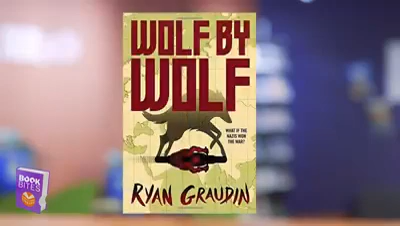 WOLF BY
WOLF
WHAT IF THE
NAZIS WON
THE WAR?
RYAN GRAUDIN
BOOK
BITES